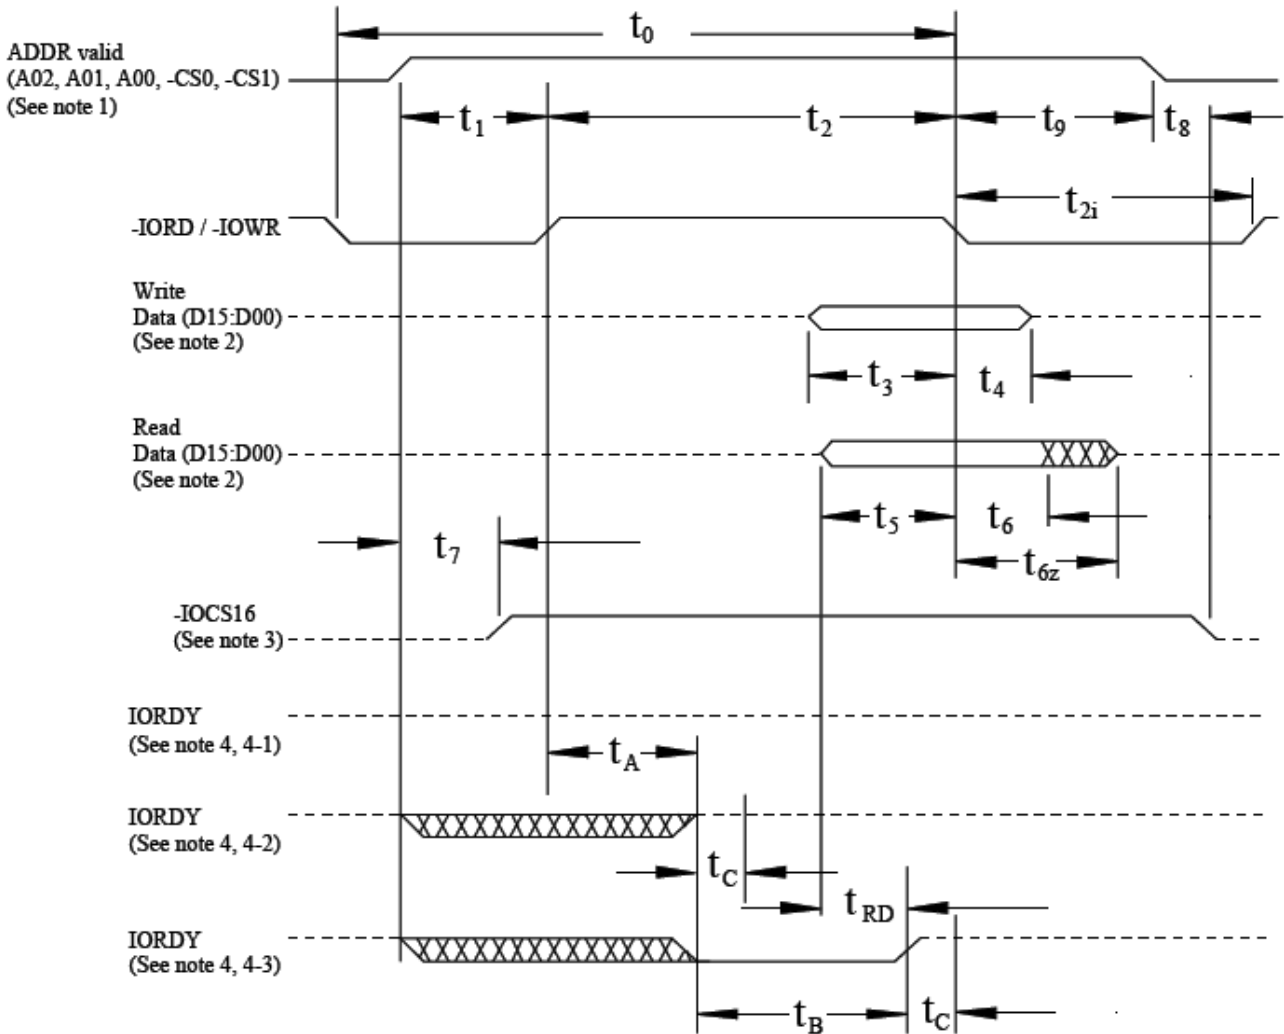 t0
ADDR valid
(A02, A01, A00, -CS0, -CS1)
(See note 1)
t1 t2 t9 t8
t2i
-IORD / -IOWR
Write
Data (D15:D00)
(See note 2)
t3 t4
Read
Data (D15:D00)
(See note 2)
t5 t6
t7
t6z
-IOCS16
(See note 3)
IORDY
(See note 4, 4-1)
tA
IORDY
(See note 4, 4-2)
tC
tRD
IORDY
(See note 4, 4-3)
tB tC